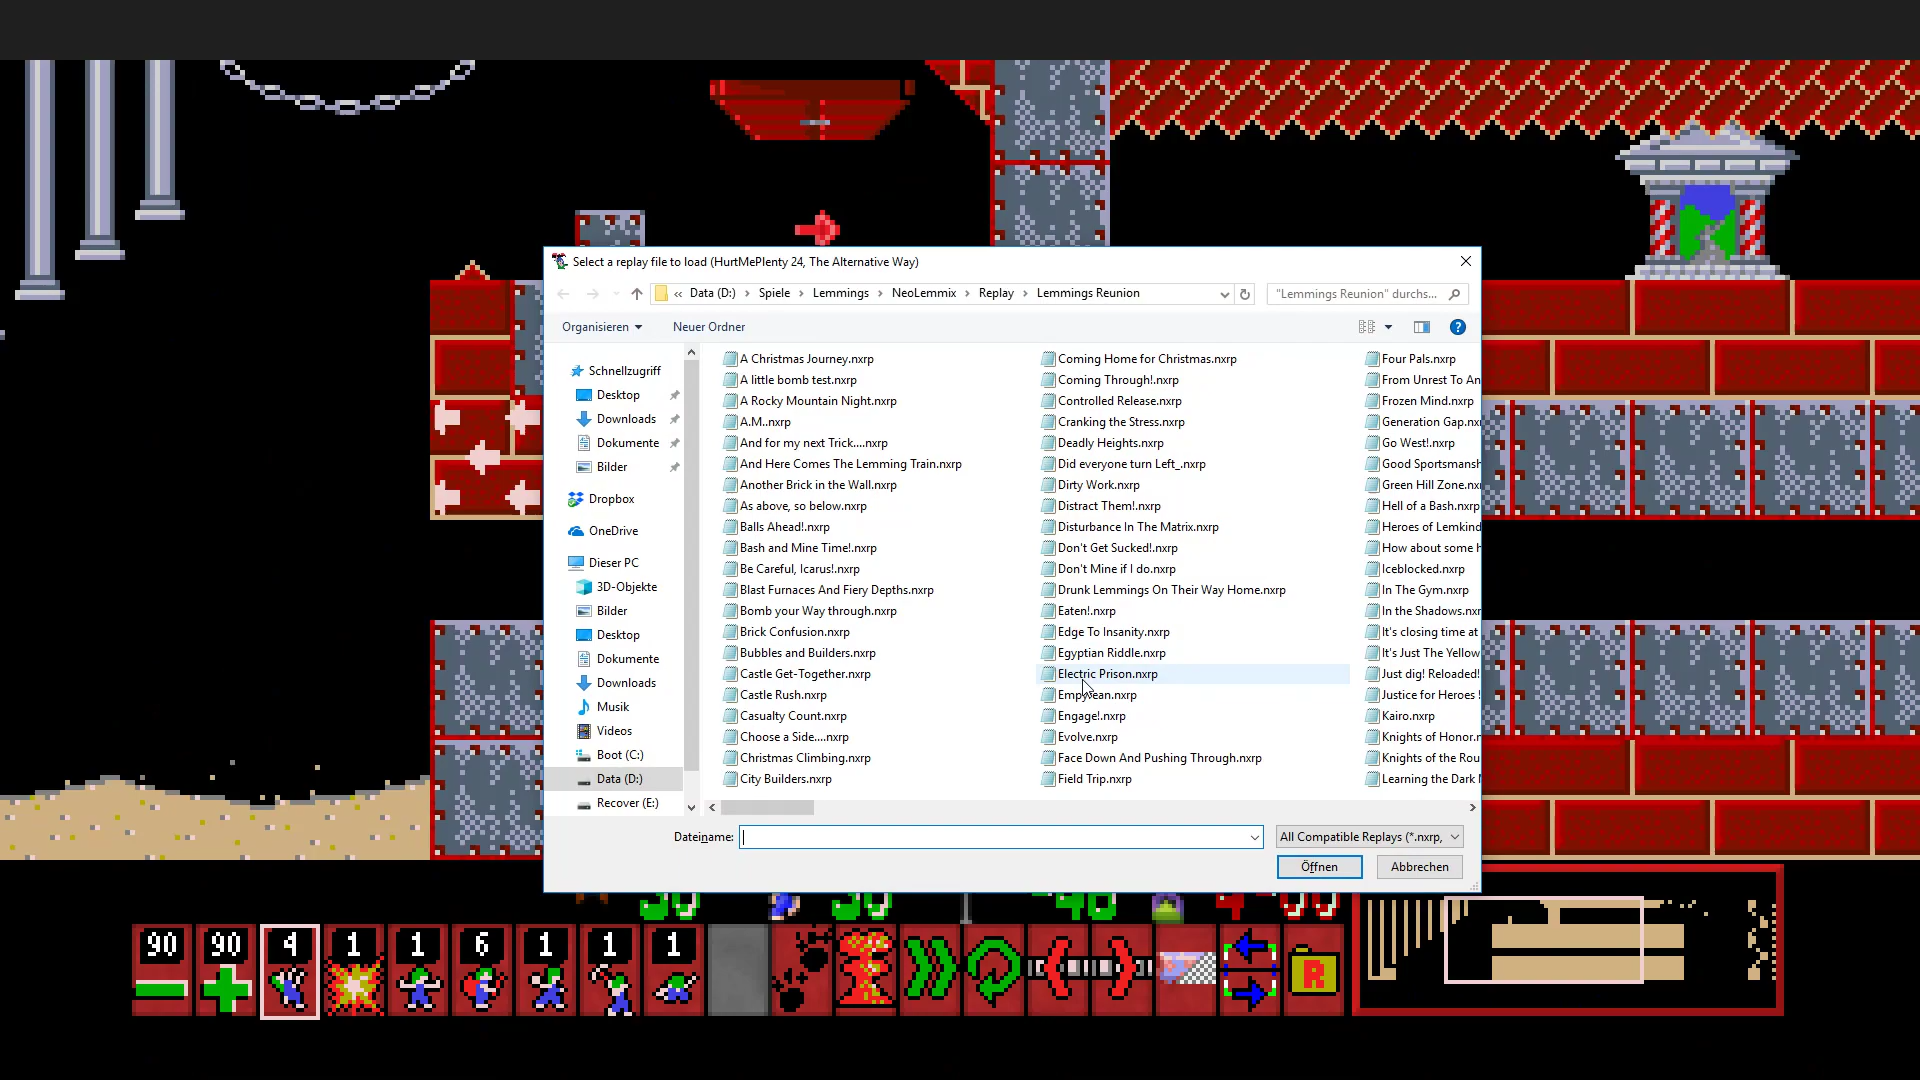 Select a replay file to load (HurtMePlenty 24, The Alternative Way)
« Data (D:) > Spiele > Lemmings > NeoLemmix > Replay > Lemmings Reunion
"Lemmings Reunion" durchs...
Organisieren
Neuer Ordner
Schnellzugriff
Desktop
Downloads
Dokumente
Bilder
Dropbox
OneDrive
Dieser PC
3D-Objekte
Bilder
Desktop
Dokumente
Downloads
Musik
Videos
Boot (C:)
Data (D:)
Recover (E:)
A Christmas Journey.nxrp
A little bomb test.nxrp
A Rocky Mountain Night.nxrp
A.M..nxrp
And for my next Trick....nxrp
And Here Comes The Lemming Train.nxrp
Another Brick in the Wall.nxrp
As above, so below.nxrp
Balls Ahead!.nxrp
Bash and Mine Time!.nxrp
Be Careful, Icarus!.nxrp
Blast Furnaces And Fiery Depths.nxrp
Bomb your Way through.nxrp
Brick Confusion.nxrp
Bubbles and Builders.nxrp
Castle Get-Together.nxrp
Castle Rush.nxrp
Casualty Count.nxrp
Choose a Side....nxrp
Christmas Climbing.nxrp
City Builders.nxrp
Coming Home for Christmas.nxrp
Coming Through!.nxrp
Controlled Release.nxrp
Cranking the Stress.nxrp
Deadly Heights.nxrp
Did everyone turn Left_.nxrp
Dirty Work.nxrp
Distract Them!.nxrp
Disturbance In The Matrix.nxrp
Don't Get Sucked!.nxrp
Don't Mine if I do.nxrp
Drunk Lemmings On Their Way Home.nxrp
Eaten!.nxrp
Edge To Insanity.nxrp
Egyptian Riddle.nxrp
Electric Prison.nxrp
Empyrean.nxrp
Engage!.nxrp
Evolve.nxrp
Face Down And Pushing Through.nxrp
Field Trip.nxrp
Four Pals.nxrp
From Unrest To An
Frozen Mind.nxrp
Generation Gap.nx
Go West!.nxrp
Good Sportsmansh
Green Hill Zone.nx
Hell of a Bash.nxrp
Heroes of Lemkind
How about some h
Iceblocked.nxrp
In The Gym.nxrp
In the Shadows.nx
It's closing time at
It's Just The Yellow
Just dig! Reloaded!
Justice for Heroes !
Kairo.nxrp
Knights of Honor.n
Knights of the Rou
Learning the Dark
Dateiname:
All Compatible Replays (*.nxrp,
Öffnen
Abbrechen
90 90 4 1 1 6 1 1 1
R